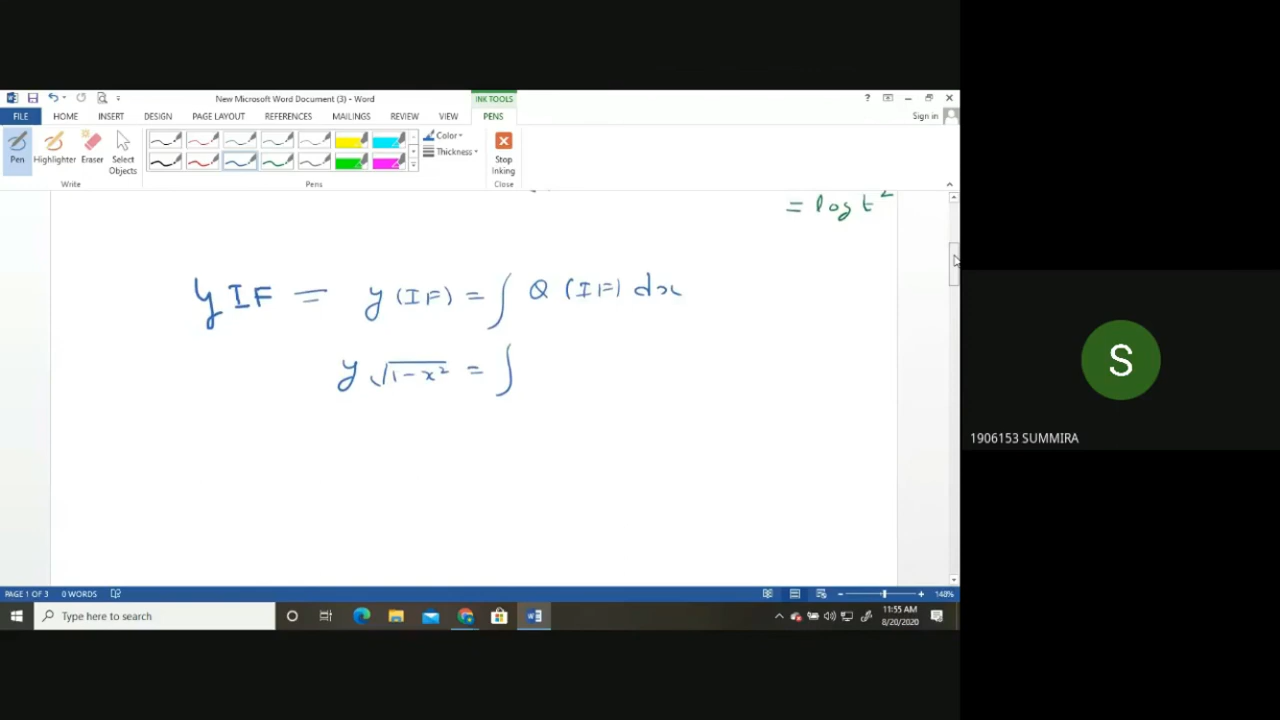 New Microsoft Word Document (3) - Word
INK TOOLS
FILE HOME INSERT DESIGN PAGE LAYOUT REFERENCES MAILINGS REVIEW VIEW PENS
Sign in
Pen Highlighter Eraser Select Objects
Color
Thickness
Stop Inking
Write Pens Close
= log t²
y IF = y (IF) = ∫ Q (IF) dx
y √1-x² = ∫
S
1906153 SUMMIRA
PAGE 1 OF 3 0 WORDS
148%
Type here to search
11:55 AM
8/20/2020